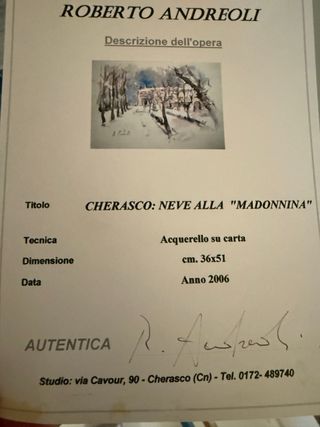 ROBERTO ANDREOLI
Descrizione dell'opera
Titolo CHERASCO: NEVE ALLA "MADONNINA"
Tecnica Acquerello su carta
Dimensione cm. 36x51
Data Anno 2006
AUTENTICA R. Andreoli
Studio: via Cavour, 90 - Cherasco (Cn) - Tel. 0172- 489740